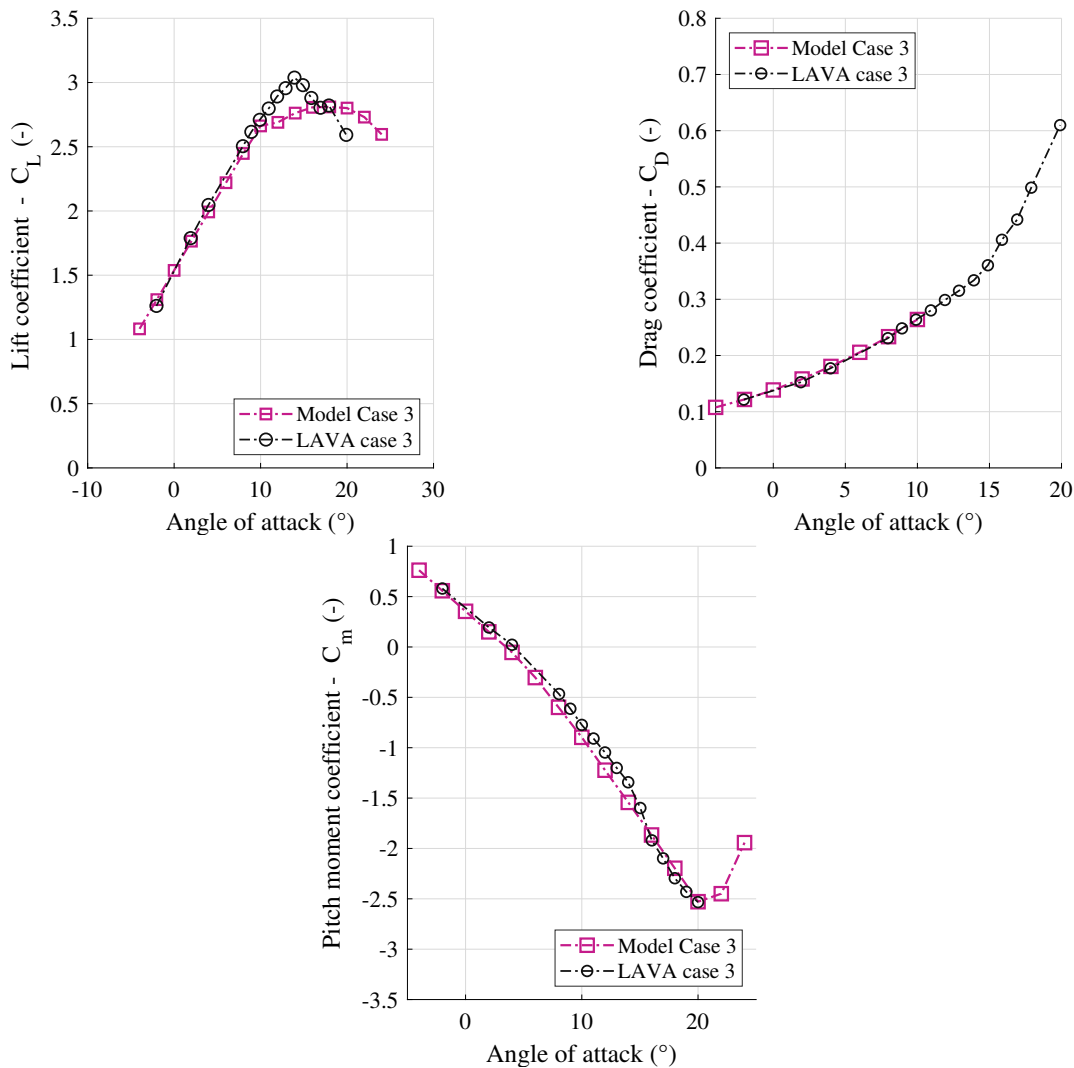 3.5
3
2.5
2
1.5
1
0.5
0
Lift coefficient - C_L (-)
-10 0 10 20 30
Angle of attack (°)
Model Case 3
LAVA case 3
0.8
0.7
0.6
0.5
0.4
0.3
0.2
0.1
0
Drag coefficient - C_D (-)
0 5 10 15 20
Angle of attack (°)
Model Case 3
LAVA case 3
1
0.5
0
-0.5
-1
-1.5
-2
-2.5
-3
-3.5
Pitch moment coefficient - C_m (-)
0 10 20
Angle of attack (°)
Model Case 3
LAVA case 3